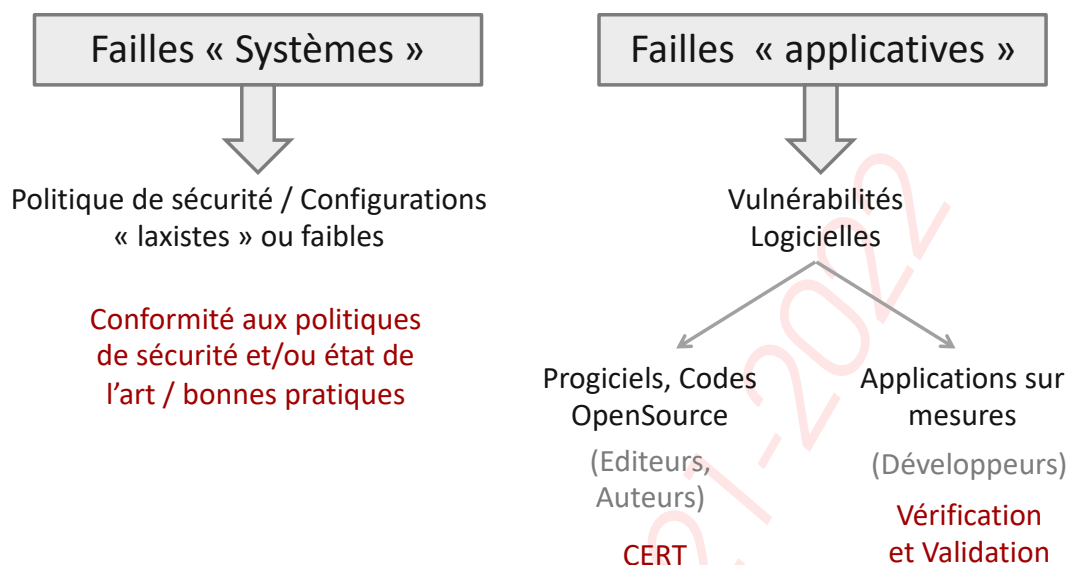 Failles « Systèmes »
Failles « applicatives »
Politique de sécurité / Configurations
« laxistes » ou faibles
Conformité aux politiques
de sécurité et/ou état de
l’art / bonnes pratiques
Vulnérabilités
Logicielles
Progiciels, Codes
OpenSource
(Editeurs,
Auteurs)
CERT
Applications sur
mesures
(Développeurs)
Vérification
et Validation
21-2022